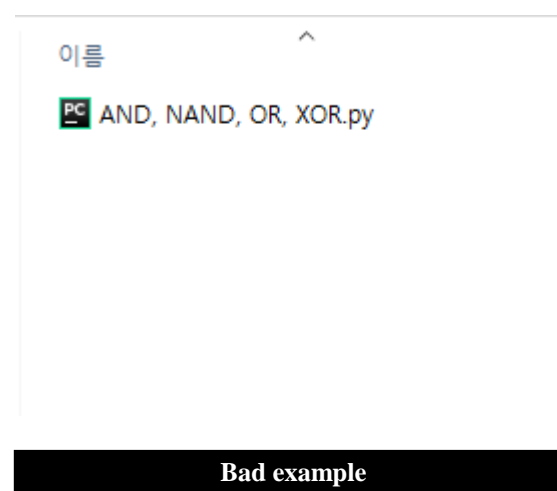 이름
PC AND, NAND, OR, XOR.py
Bad example